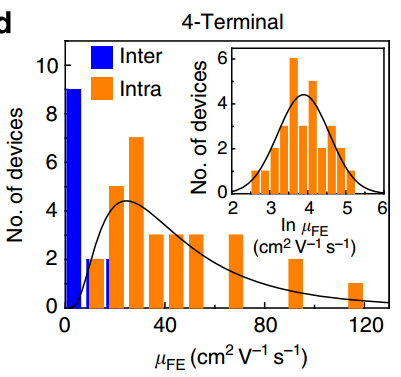 d
4-Terminal
Inter
Intra
No. of devices
10
8
6
4
2
0
0 40 80 120
μFE (cm² V⁻¹ s⁻¹)
No. of devices
6
4
2
0
2 3 4 5 6
ln μFE
(cm² V⁻¹ s⁻¹)